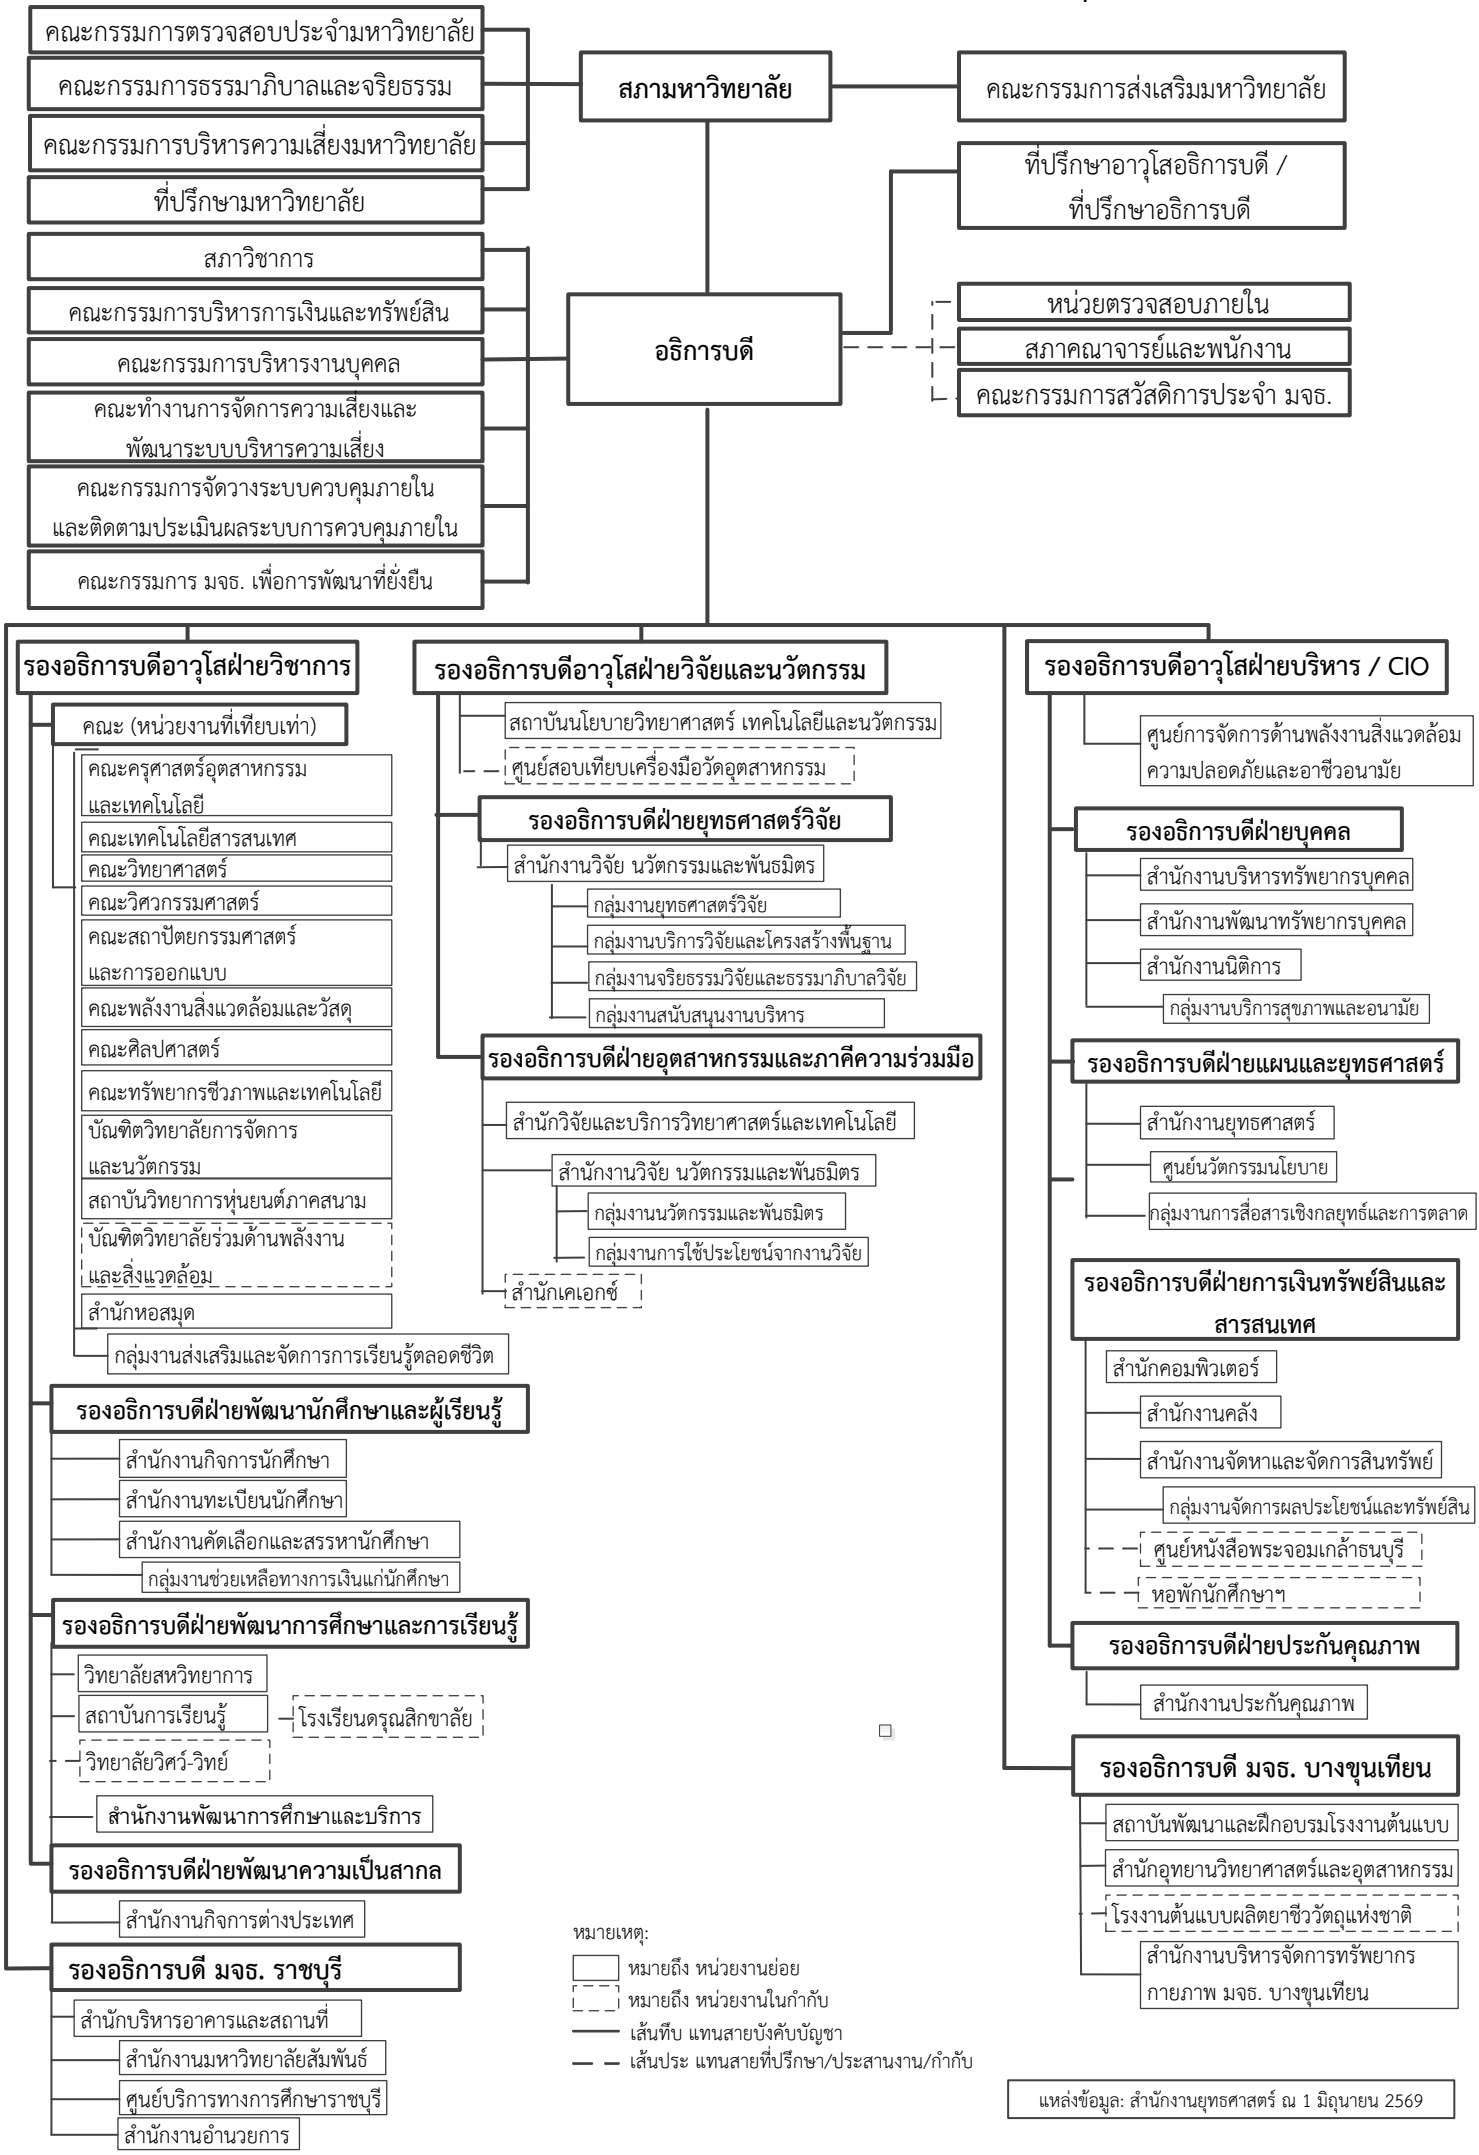 คณะกรรมการตรวจสอบประจำมหาวิทยาลัย
คณะกรรมการธรรมาภิบาลและจริยธรรม
คณะกรรมการบริหารความเสี่ยงมหาวิทยาลัย
ที่ปรึกษามหาวิทยาลัย
สภามหาวิทยาลัย
คณะกรรมการส่งเสริมมหาวิทยาลัย
ที่ปรึกษาอาวุโสอธิการบดี /
ที่ปรึกษาอธิการบดี
สภาวิชาการ
คณะกรรมการบริหารการเงินและทรัพย์สิน
คณะกรรมการบริหารงานบุคคล
คณะทำงานการจัดการความเสี่ยงและ
พัฒนาระบบบริหารความเสี่ยง
คณะกรรมการจัดวางระบบควบคุมภายใน
และติดตามประเมินผลระบบการควบคุมภายใน
คณะกรรมการ มจธ. เพื่อการพัฒนาที่ยั่งยืน
อธิการบดี
หน่วยตรวจสอบภายใน
สภาคณาจารย์และพนักงาน
คณะกรรมการสวัสดิการประจำ มจธ.
รองอธิการบดีอาวุโสฝ่ายวิชาการ
คณะ (หน่วยงานที่เทียบเท่า)
คณะครุศาสตร์อุตสาหกรรม
และเทคโนโลยี
คณะเทคโนโลยีสารสนเทศ
คณะวิทยาศาสตร์
คณะวิศวกรรมศาสตร์
คณะสถาปัตยกรรมศาสตร์
และการออกแบบ
คณะพลังงานสิ่งแวดล้อมและวัสดุ
คณะศิลปศาสตร์
คณะทรัพยากรชีวภาพและเทคโนโลยี
บัณฑิตวิทยาลัยการจัดการ
และนวัตกรรม
สถาบันวิทยาการหุ่นยนต์ภาคสนาม
บัณฑิตวิทยาลัยร่วมด้านพลังงาน
และสิ่งแวดล้อม
สำนักหอสมุด
กลุ่มงานส่งเสริมและจัดการการเรียนรู้ตลอดชีวิต
รองอธิการบดีฝ่ายพัฒนานักศึกษาและผู้เรียนรู้
สำนักงานกิจการนักศึกษา
สำนักงานทะเบียนนักศึกษา
สำนักงานคัดเลือกและสรรหานักศึกษา
กลุ่มงานช่วยเหลือทางการเงินแก่นักศึกษา
รองอธิการบดีฝ่ายพัฒนาการศึกษาและการเรียนรู้
วิทยาลัยสหวิทยาการ
สถาบันการเรียนรู้
โรงเรียนดรุณสิกขาลัย
วิทยาลัยวิศว์-วิทย์
สำนักงานพัฒนาการศึกษาและบริการ
รองอธิการบดีฝ่ายพัฒนาความเป็นสากล
สำนักงานกิจการต่างประเทศ
รองอธิการบดี มจธ. ราชบุรี
สำนักบริหารอาคารและสถานที่
สำนักงานมหาวิทยาลัยสัมพันธ์
ศูนย์บริการทางการศึกษาราชบุรี
สำนักงานอำนวยการ
รองอธิการบดีอาวุโสฝ่ายวิจัยและนวัตกรรม
สถาบันนโยบายวิทยาศาสตร์ เทคโนโลยีและนวัตกรรม
ศูนย์สอบเทียบเครื่องมือวัดอุตสาหกรรม
รองอธิการบดีฝ่ายยุทธศาสตร์วิจัย
สำนักงานวิจัย นวัตกรรมและพันธมิตร
กลุ่มงานยุทธศาสตร์วิจัย
กลุ่มงานบริการวิจัยและโครงสร้างพื้นฐาน
กลุ่มงานจริยธรรมวิจัยและธรรมาภิบาลวิจัย
กลุ่มงานสนับสนุนงานบริหาร
รองอธิการบดีฝ่ายอุตสาหกรรมและภาคีความร่วมมือ
สำนักวิจัยและบริการวิทยาศาสตร์และเทคโนโลยี
สำนักงานวิจัย นวัตกรรมและพันธมิตร
กลุ่มงานนวัตกรรมและพันธมิตร
กลุ่มงานการใช้ประโยชน์จากงานวิจัย
สำนักเคเอกซ์
รองอธิการบดีอาวุโสฝ่ายบริหาร / CIO
ศูนย์การจัดการด้านพลังงานสิ่งแวดล้อม
ความปลอดภัยและอาชีวอนามัย
รองอธิการบดีฝ่ายบุคคล
สำนักงานบริหารทรัพยากรบุคคล
สำนักงานพัฒนาทรัพยากรบุคคล
สำนักงานนิติการ
กลุ่มงานบริการสุขภาพและอนามัย
รองอธิการบดีฝ่ายแผนและยุทธศาสตร์
สำนักงานยุทธศาสตร์
ศูนย์นวัตกรรมนโยบาย
กลุ่มงานการสื่อสารเชิงกลยุทธ์และการตลาด
รองอธิการบดีฝ่ายการเงินทรัพย์สินและ
สารสนเทศ
สำนักคอมพิวเตอร์
สำนักงานคลัง
สำนักงานจัดหาและจัดการสินทรัพย์
กลุ่มงานจัดการผลประโยชน์และทรัพย์สิน
ศูนย์หนังสือพระจอมเกล้าธนบุรี
หอพักนักศึกษาฯ
รองอธิการบดีฝ่ายประกันคุณภาพ
สำนักงานประกันคุณภาพ
รองอธิการบดี มจธ. บางขุนเทียน
สถาบันพัฒนาและฝึกอบรมโรงงานต้นแบบ
สำนักอุทยานวิทยาศาสตร์และอุตสาหกรรม
โรงงานต้นแบบผลิตยาชีววัตถุแห่งชาติ
สำนักงานบริหารจัดการทรัพยากร
กายภาพ มจธ. บางขุนเทียน
หมายเหตุ:
หมายถึง หน่วยงานย่อย
หมายถึง หน่วยงานในกำกับ
เส้นทึบ แทนสายบังคับบัญชา
เส้นประ แทนสายที่ปรึกษา/ประสานงาน/กำกับ
แหล่งข้อมูล: สำนักงานยุทธศาสตร์ ณ 1 มิถุนายน 2569